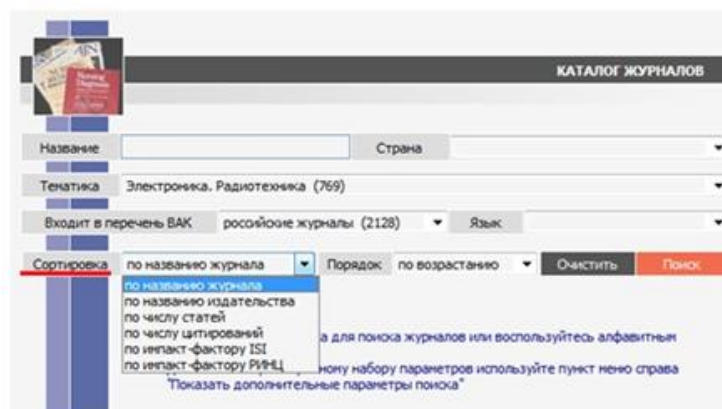 КАТАЛОГ ЖУРНАЛОВ
Название Страна
Тематика Электроника. Радиотехника (769)
Входит в перечень ВАК российские журналы (2128) Язык
Сортировка по названию журнала Порядок по возрастанию Очистить Поиск
по названию журнала
по названию издательства
по числу статей
по числу цитирований
а для поиска журналов или воспользуйтесь алфавитным
по импакт-фактору ISI
по импакт-фактору РИНЦ
ному набору параметров используйте пункт меню справа
"Показать дополнительные параметры поиска"